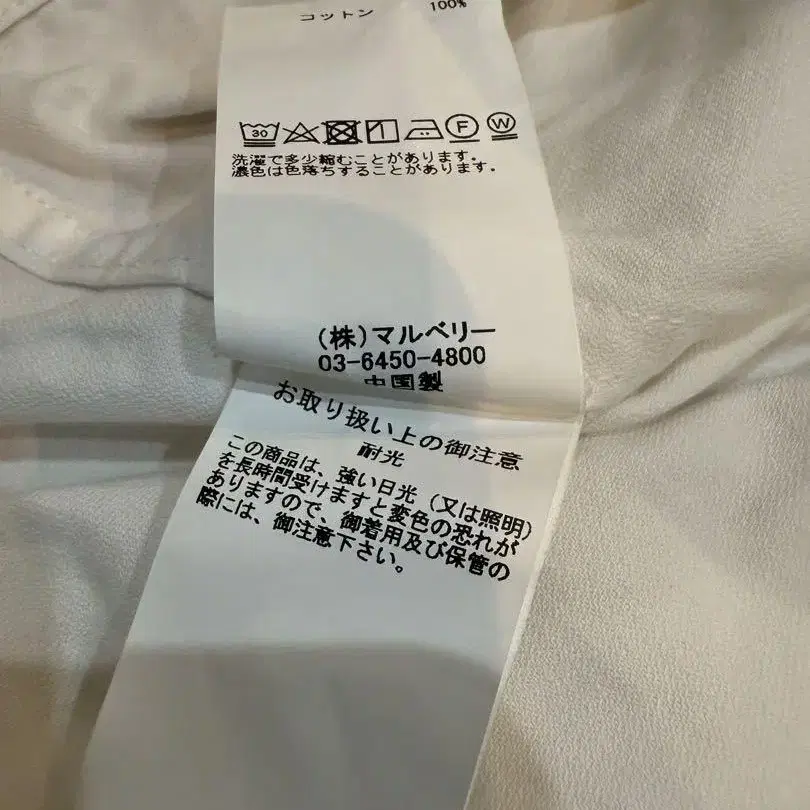 コットン 100%
30 F W
洗濯で多少縮むことがあります。
濃色は色落ちすることがあります。
(株)マルベリー
03-6450-4800
中国製
お取り扱い上の御注意
耐光
この商品は、強い日光(又は照明)
を長時間受けますと変色の恐れが
ありますので、御着用及び保管の
際には、御注意下さい。